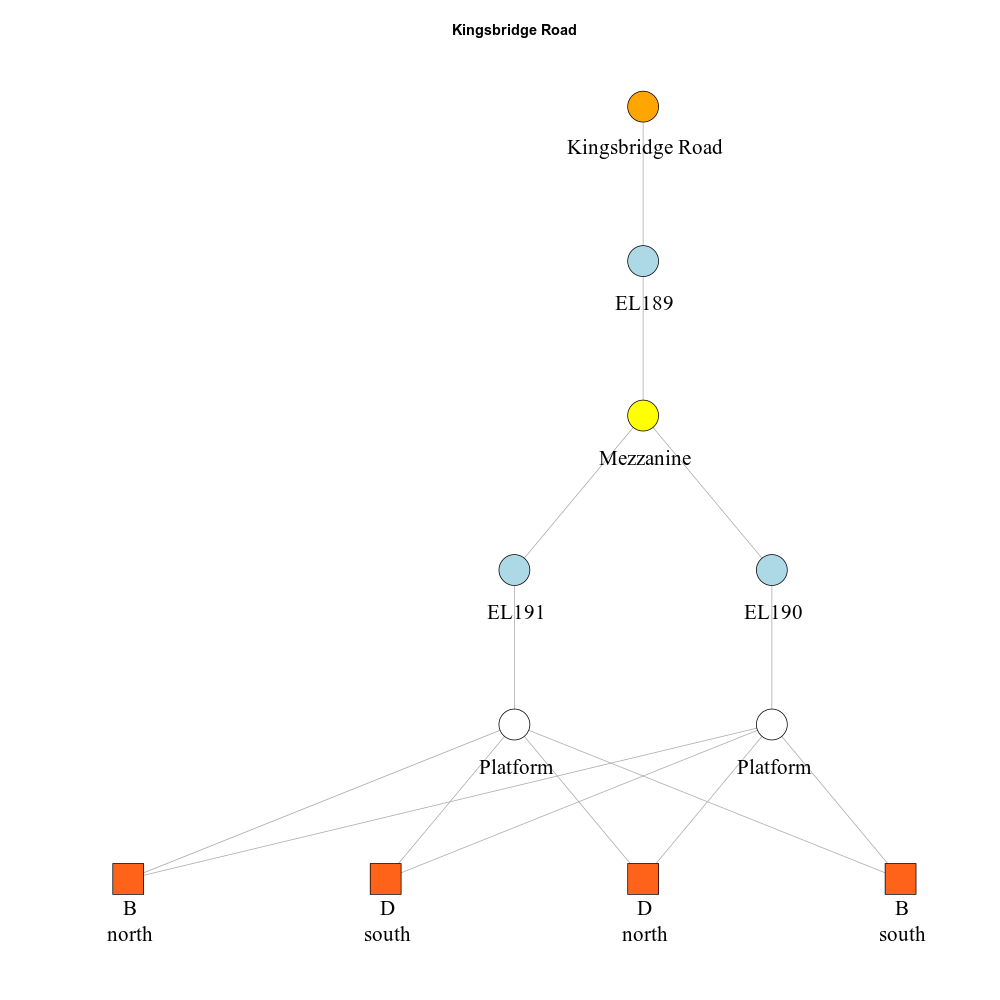 Kingsbridge Road
Kingsbridge Road
EL189
Mezzanine
EL191
EL190
Platform
Platform
B
north
D
south
D
north
B
south